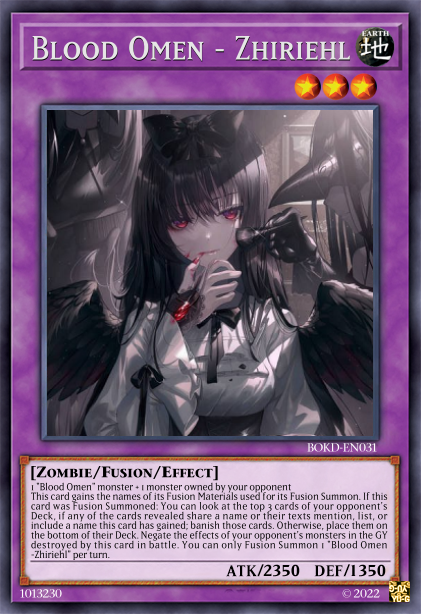 BLOOD OMEN - ZHIRIEHL
EARTH
地
BOKD-EN031
[ZOMBIE/FUSION/EFFECT]
1 "Blood Omen" monster + 1 monster owned by your opponent
This card gains the names of its Fusion Materials used for its Fusion Summon. If this
card was Fusion Summoned: You can look at the top 3 cards of your opponent's
Deck, if any of the cards revealed share a name or their texts mention, list, or
include a name this card has gained; banish those cards. Otherwise, place them on
the bottom of their Deck. Negate the effects of your opponent's monsters in the GY
destroyed by this card in battle. You can only Fusion Summon 1 "Blood Omen
-Zhiriehl" per turn.
ATK/2350 DEF/1350
1013230
© 2022